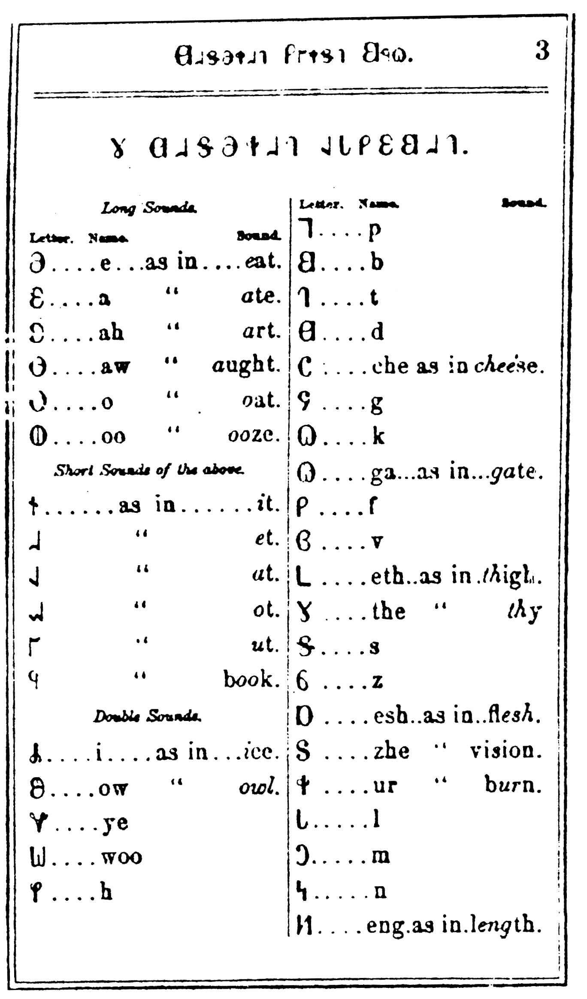 𐐔𐐯𐑅𐐨𐑉𐐯𐐻 𐐙𐐲𐑉𐑅𐐻 𐐒𐐳𐐿.
3
𐐜 𐐔𐐯𐑅𐐨𐑉𐐯𐐻 𐐈𐑊𐑁𐐩𐐺𐐯𐐻.
Long Sounds.
Letter. Name. Sound.
𐐀....e...as in....eat.
𐐁....a “ ate.
𐐂....ah “ art.
𐐃....aw “ aught.
𐐄....o “ oat.
𐐅....oo “ ooze.
Short Sounds of the above.
𐐆.......as in.......it.
𐐇 “ et.
𐐈 “ at.
𐐉 “ ot.
𐐊 “ ut.
𐐋 “ book.
Double Sounds.
𐐌....i....as in...ice.
𐐍....ow “ owl.
𐐏....ye
𐐎....woo
𐐐....h
Letter. Name. Sound.
𐐑....p
𐐒....b
𐐓....t
𐐔....d
𐐕....che as in cheese.
𐐖....g
𐐗....k
𐐘....ga...as in...gate.
𐐙....f
𐐚....v
𐐛....eth..as in.thigh.
𐐜....the “ thy
𐐝....s
𐐞....z
𐐟....esh..as in..flesh.
𐐠....zhe “ vision.
𐐡....ur “ burn.
𐐢.....l
𐐣.....m
𐐤.....n
𐐥....eng.as in.length.